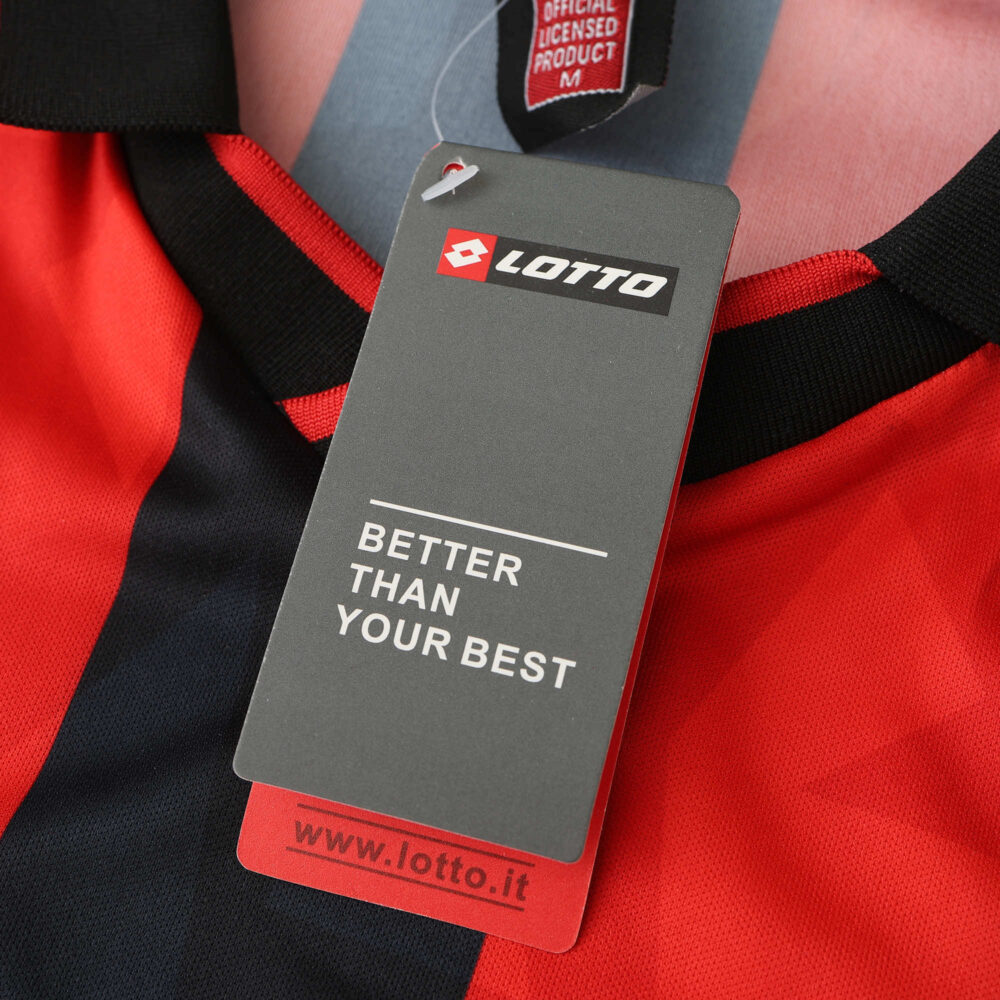 OFFICIAL
LICENSED
PRODUCT
M
LOTTO
BETTER
THAN
YOUR BEST
www.lotto.it